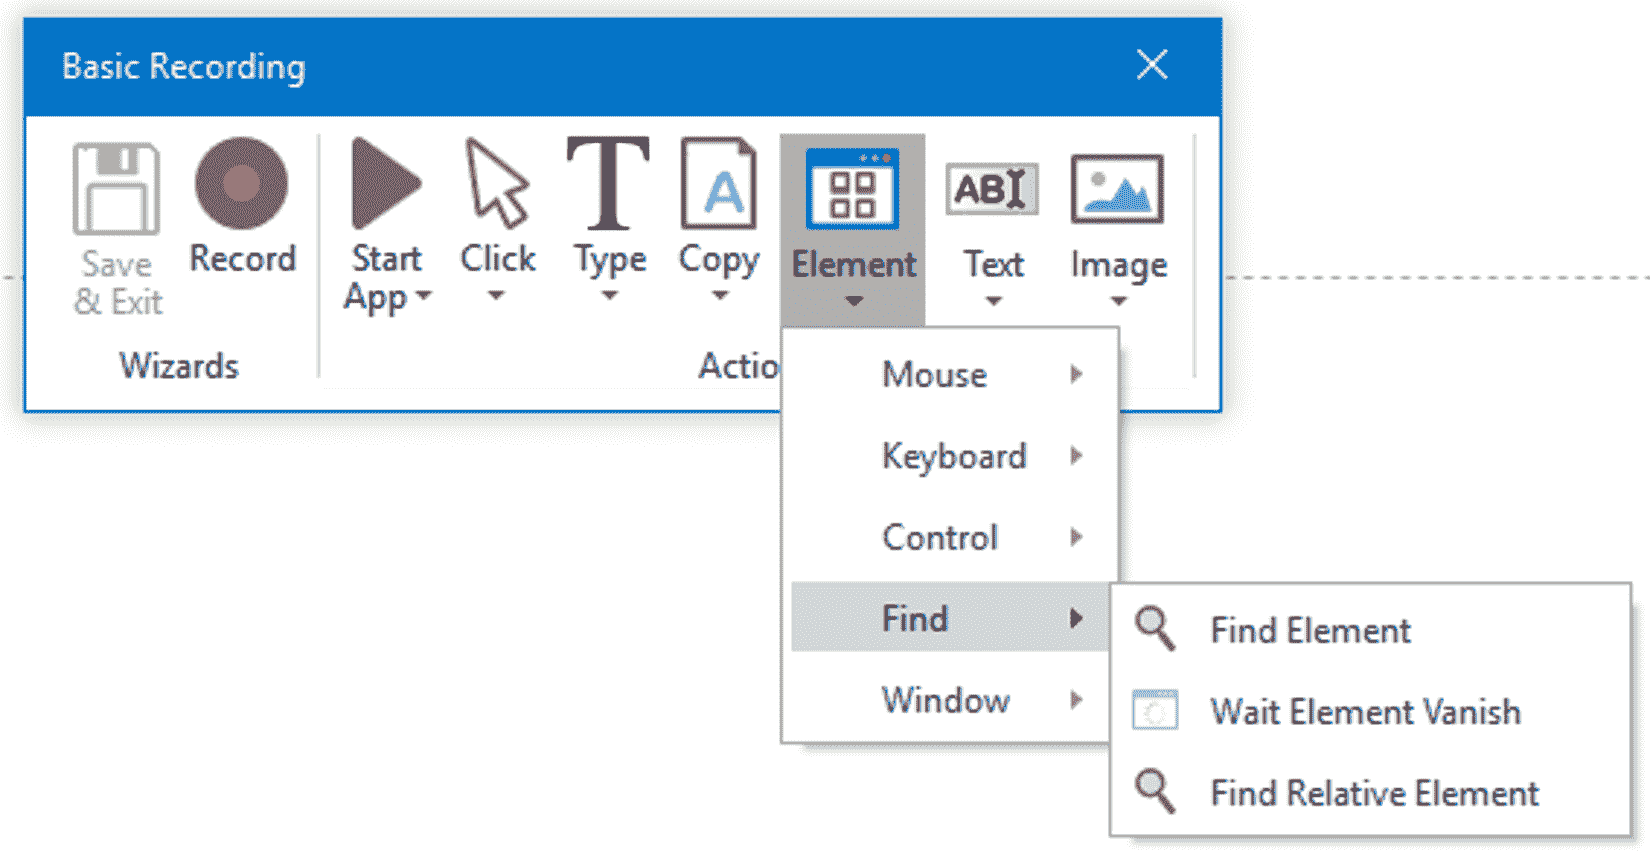 Basic Recording
Save
& Exit
Record
Start
App
Click
Type
Copy
A
Element
ABI
Text
Image
Wizards
Actio
Mouse
Keyboard
Control
Find
Window
Find Element
Wait Element Vanish
Find Relative Element